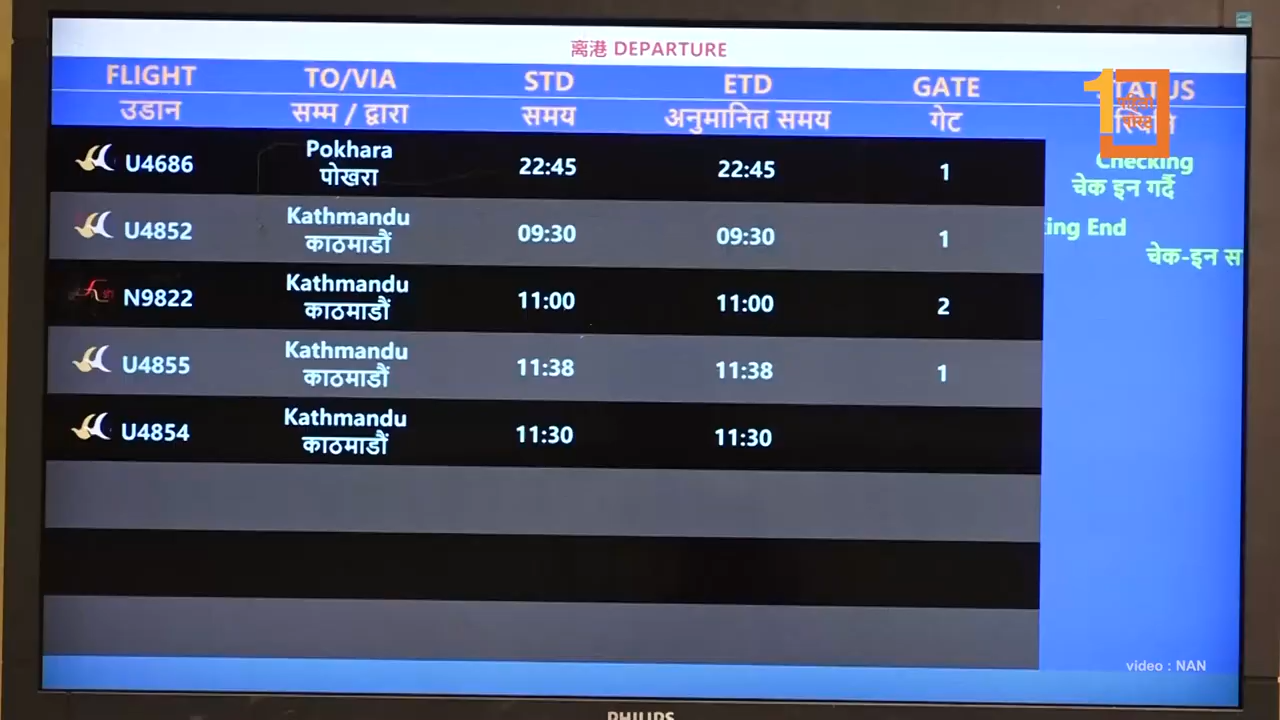 离港 DEPARTURE
FLIGHT TO/VIA STD ETD GATE
उडान सम्म / द्वारा समय अनुमानित समय गेट
U4686 Pokhara 22:45 22:45 1 Checking
पोखरा चेक इन गर्दै
U4852 Kathmandu 09:30 09:30 1 ing End
काठमाडौं चेक-इन स
N9822 Kathmandu 11:00 11:00 2
काठमाडौं
U4855 Kathmandu 11:38 11:38 1
काठमाडौं
U4854 Kathmandu 11:30 11:30
काठमाडौं
video : NAN
PHILIPS